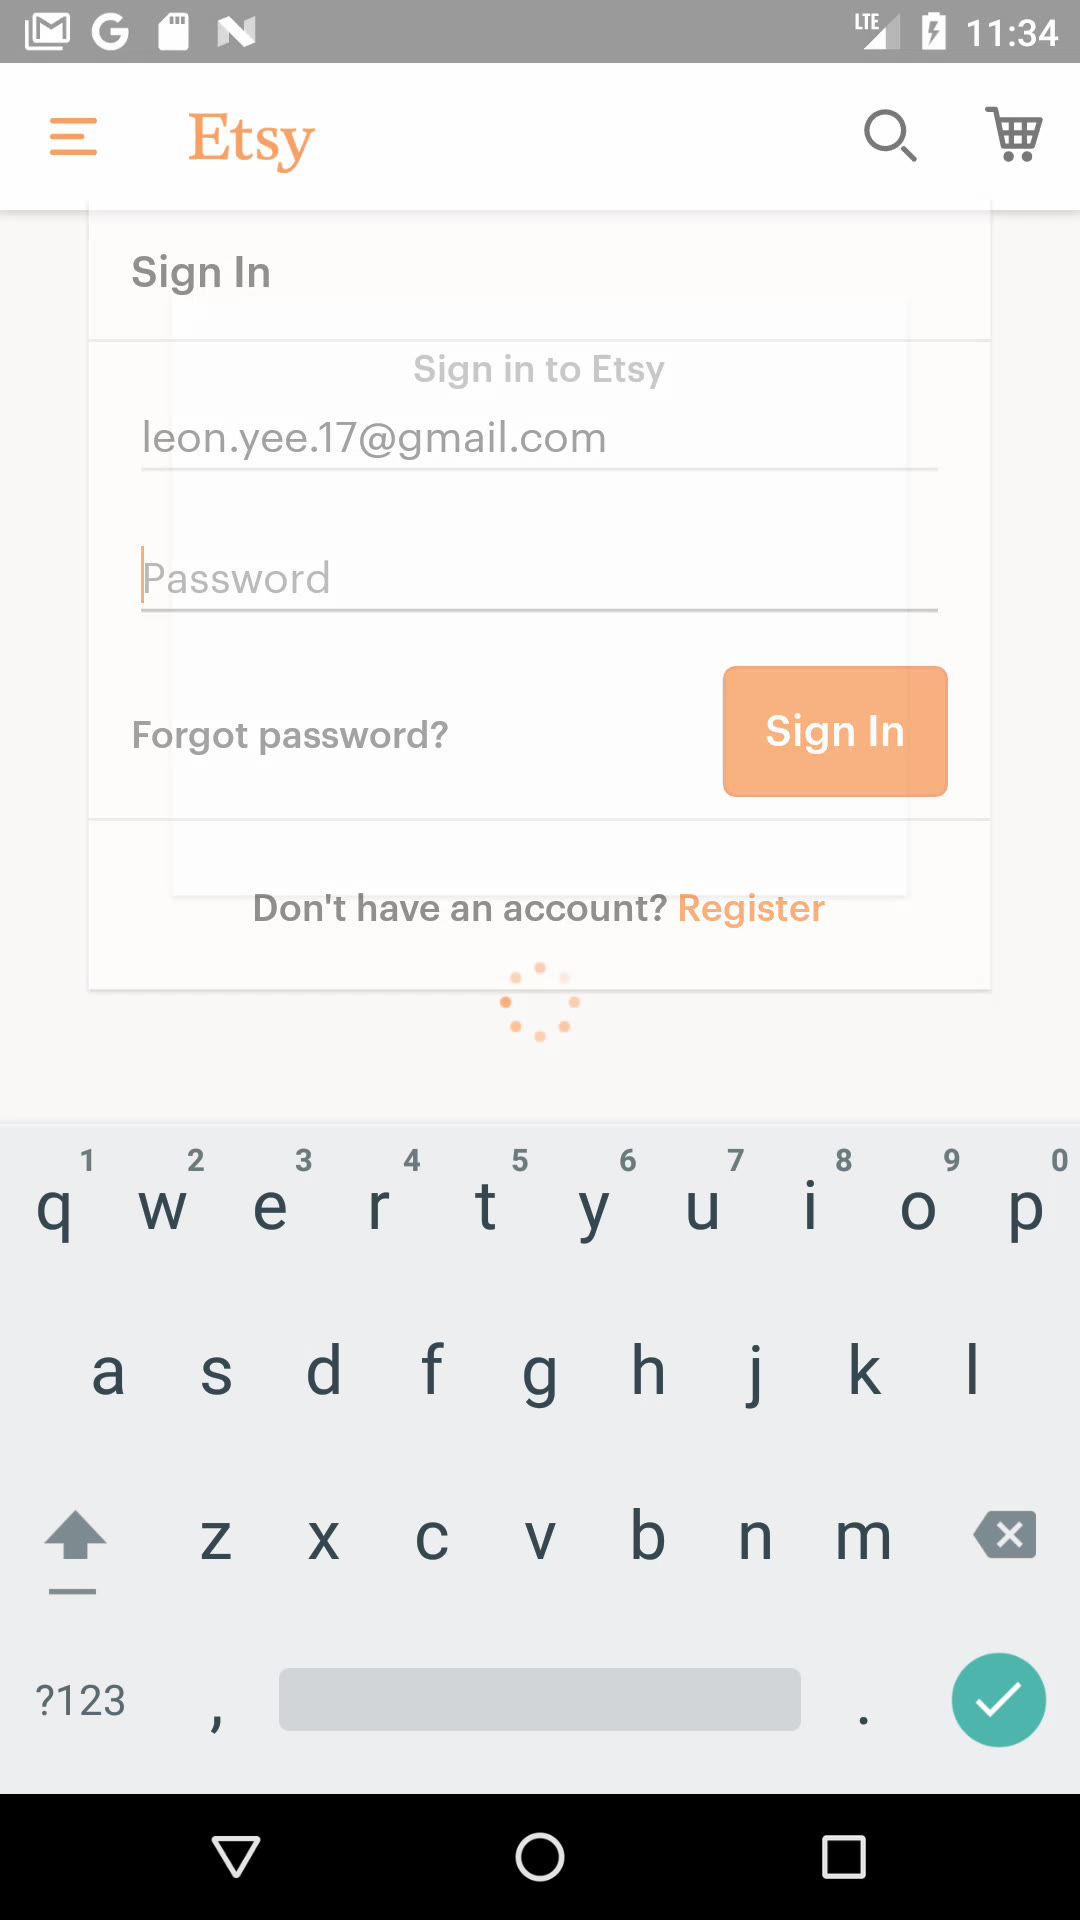 LTE 11:34
Etsy
Sign In
Sign in to Etsy
leon.yee.17@gmail.com
Password
Forgot password?
Sign In
Don't have an account? Register
1 2 3 4 5 6 7 8 9 0
q w e r t y u i o p
a s d f g h j k l
z x c v b n m
?123 , .